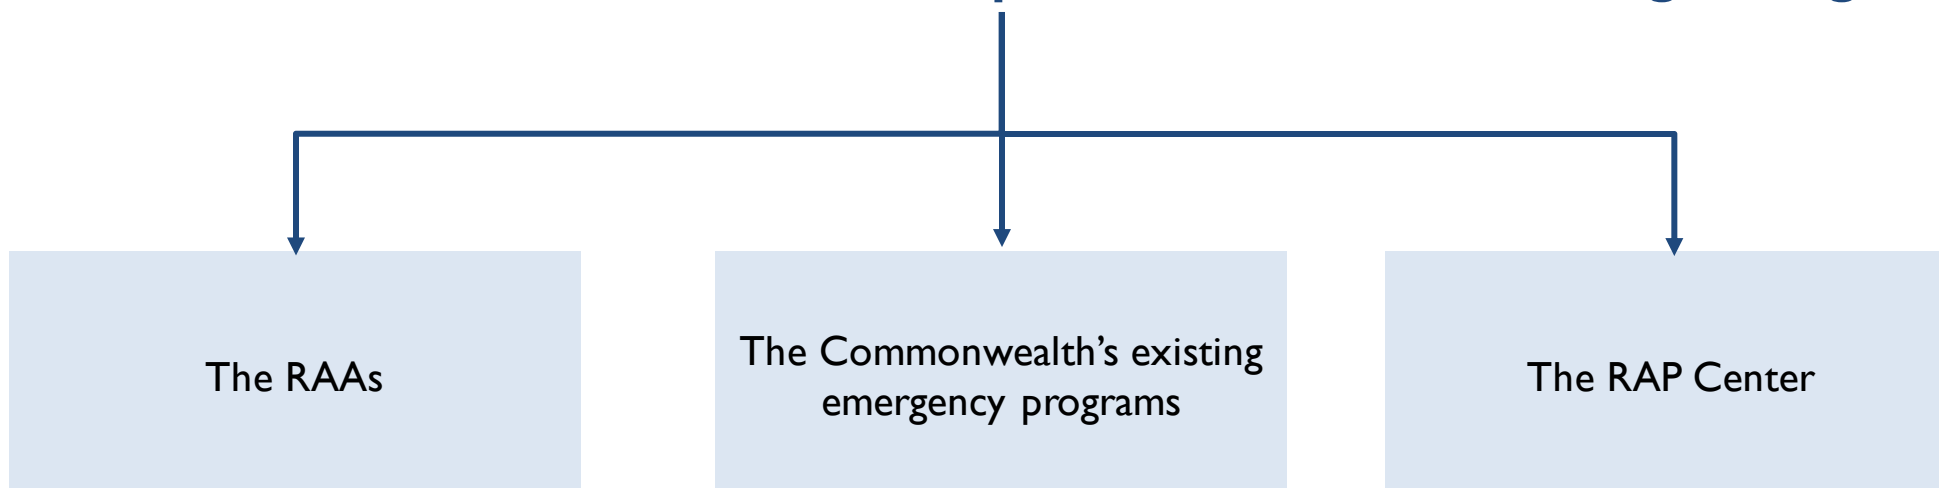 The RAAs
The Commonwealth’s existing
emergency programs
The RAP Center